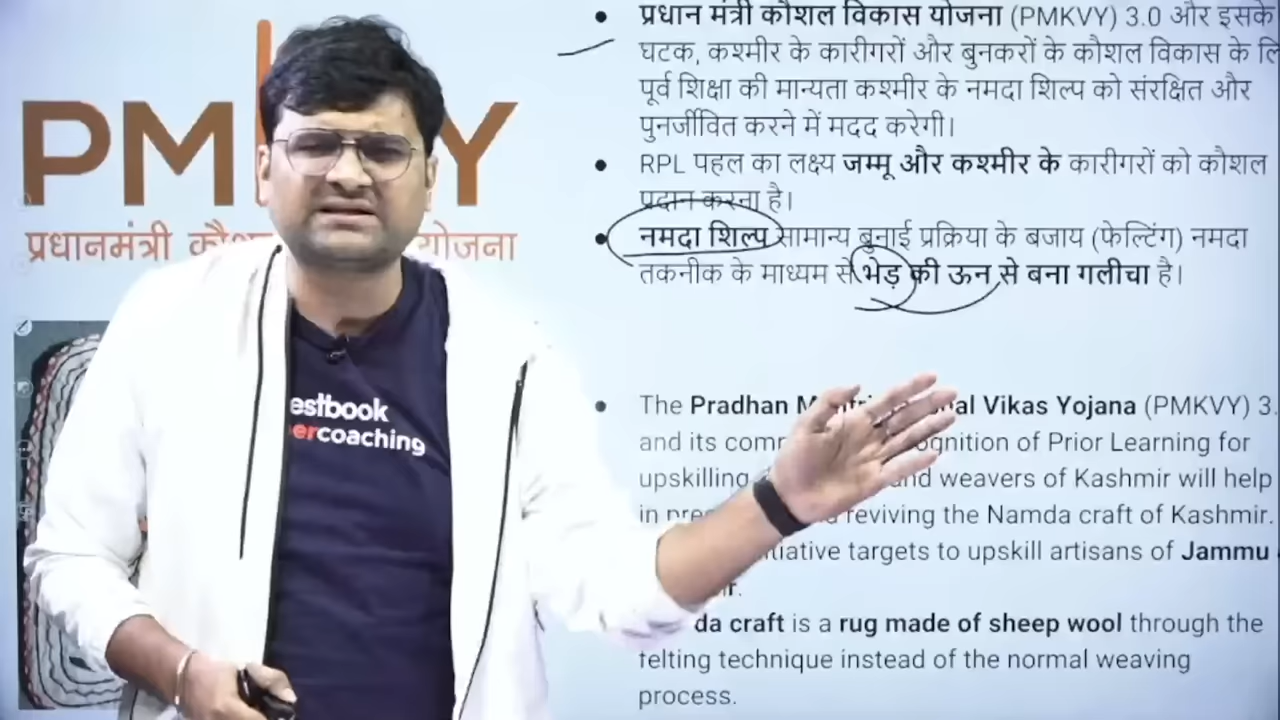 PM Y
प्रधानमंत्री योजना
estbook
ercoaching
प्रधान मंत्री कौशल विकास योजना (PMKVY) 3.0 और इसके
घटक, कश्मीर के कारीगरों और बुनकरों के कौशल विकास के
पूर्व शिक्षा की मान्यता कश्मीर के नमदा शिल्प को संरक्षित और
पुनर्जीवित करने में मदद करेगी।
RPL पहल का लक्ष्य जम्मू और कश्मीर के कारीगरों को कौशल
प्रदान करना है।
नमदा शिल्प सामान्य बुनाई प्रक्रिया के बजाय (फेल्टिंग) नमदा
तकनीक के माध्यम से भेड़ की ऊन से बना गलीचा है।
The Pradhan al Vikas Yojana (PMKVY) 3.
and its ognition of Prior Learning for
upskilling and weavers of Kashmir will help
in reviving the Namda craft of Kashmir.
tiative targets to upskill artisans of Jammu
da craft is a rug made of sheep wool through the
felting technique instead of the normal weaving
process.